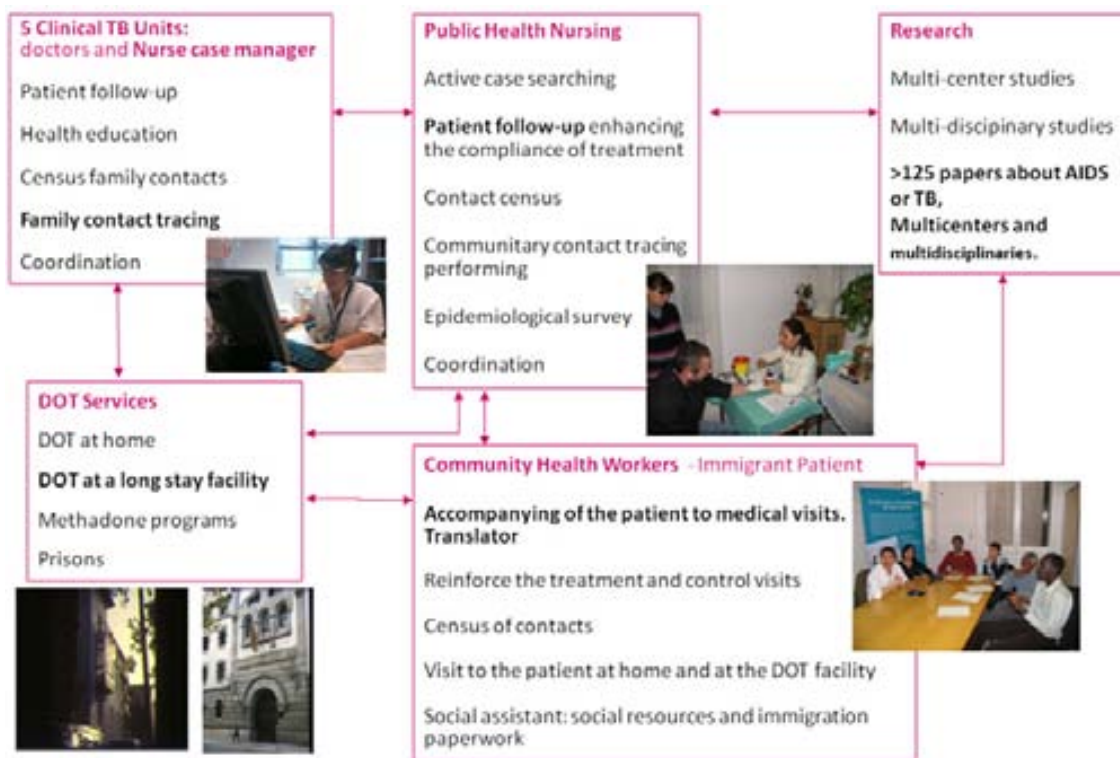 5 Clinical TB Units:
doctors and Nurse case manager
Patient follow-up
Health education
Census family contacts
Family contact tracing
Coordination
Public Health Nursing
Active case searching
Patient follow-up enhancing
the compliance of treatment
Contact census
Communitary contact tracing
performing
Epidemiological survey
Coordination
Research
Multi-center studies
Multi-discipinary studies
>125 papers about AIDS
or TB,
Multicenters and
multidisciplinaries.
DOT Services
DOT at home
DOT at a long stay facility
Methadone programs
Prisons
Community Health Workers - Immigrant Patient
Accompanying of the patient to medical visits.
Translator
Reinforce the treatment and control visits
Census of contacts
Visit to the patient at home and at the DOT facility
Social assistant: social resources and immigration
paperwork